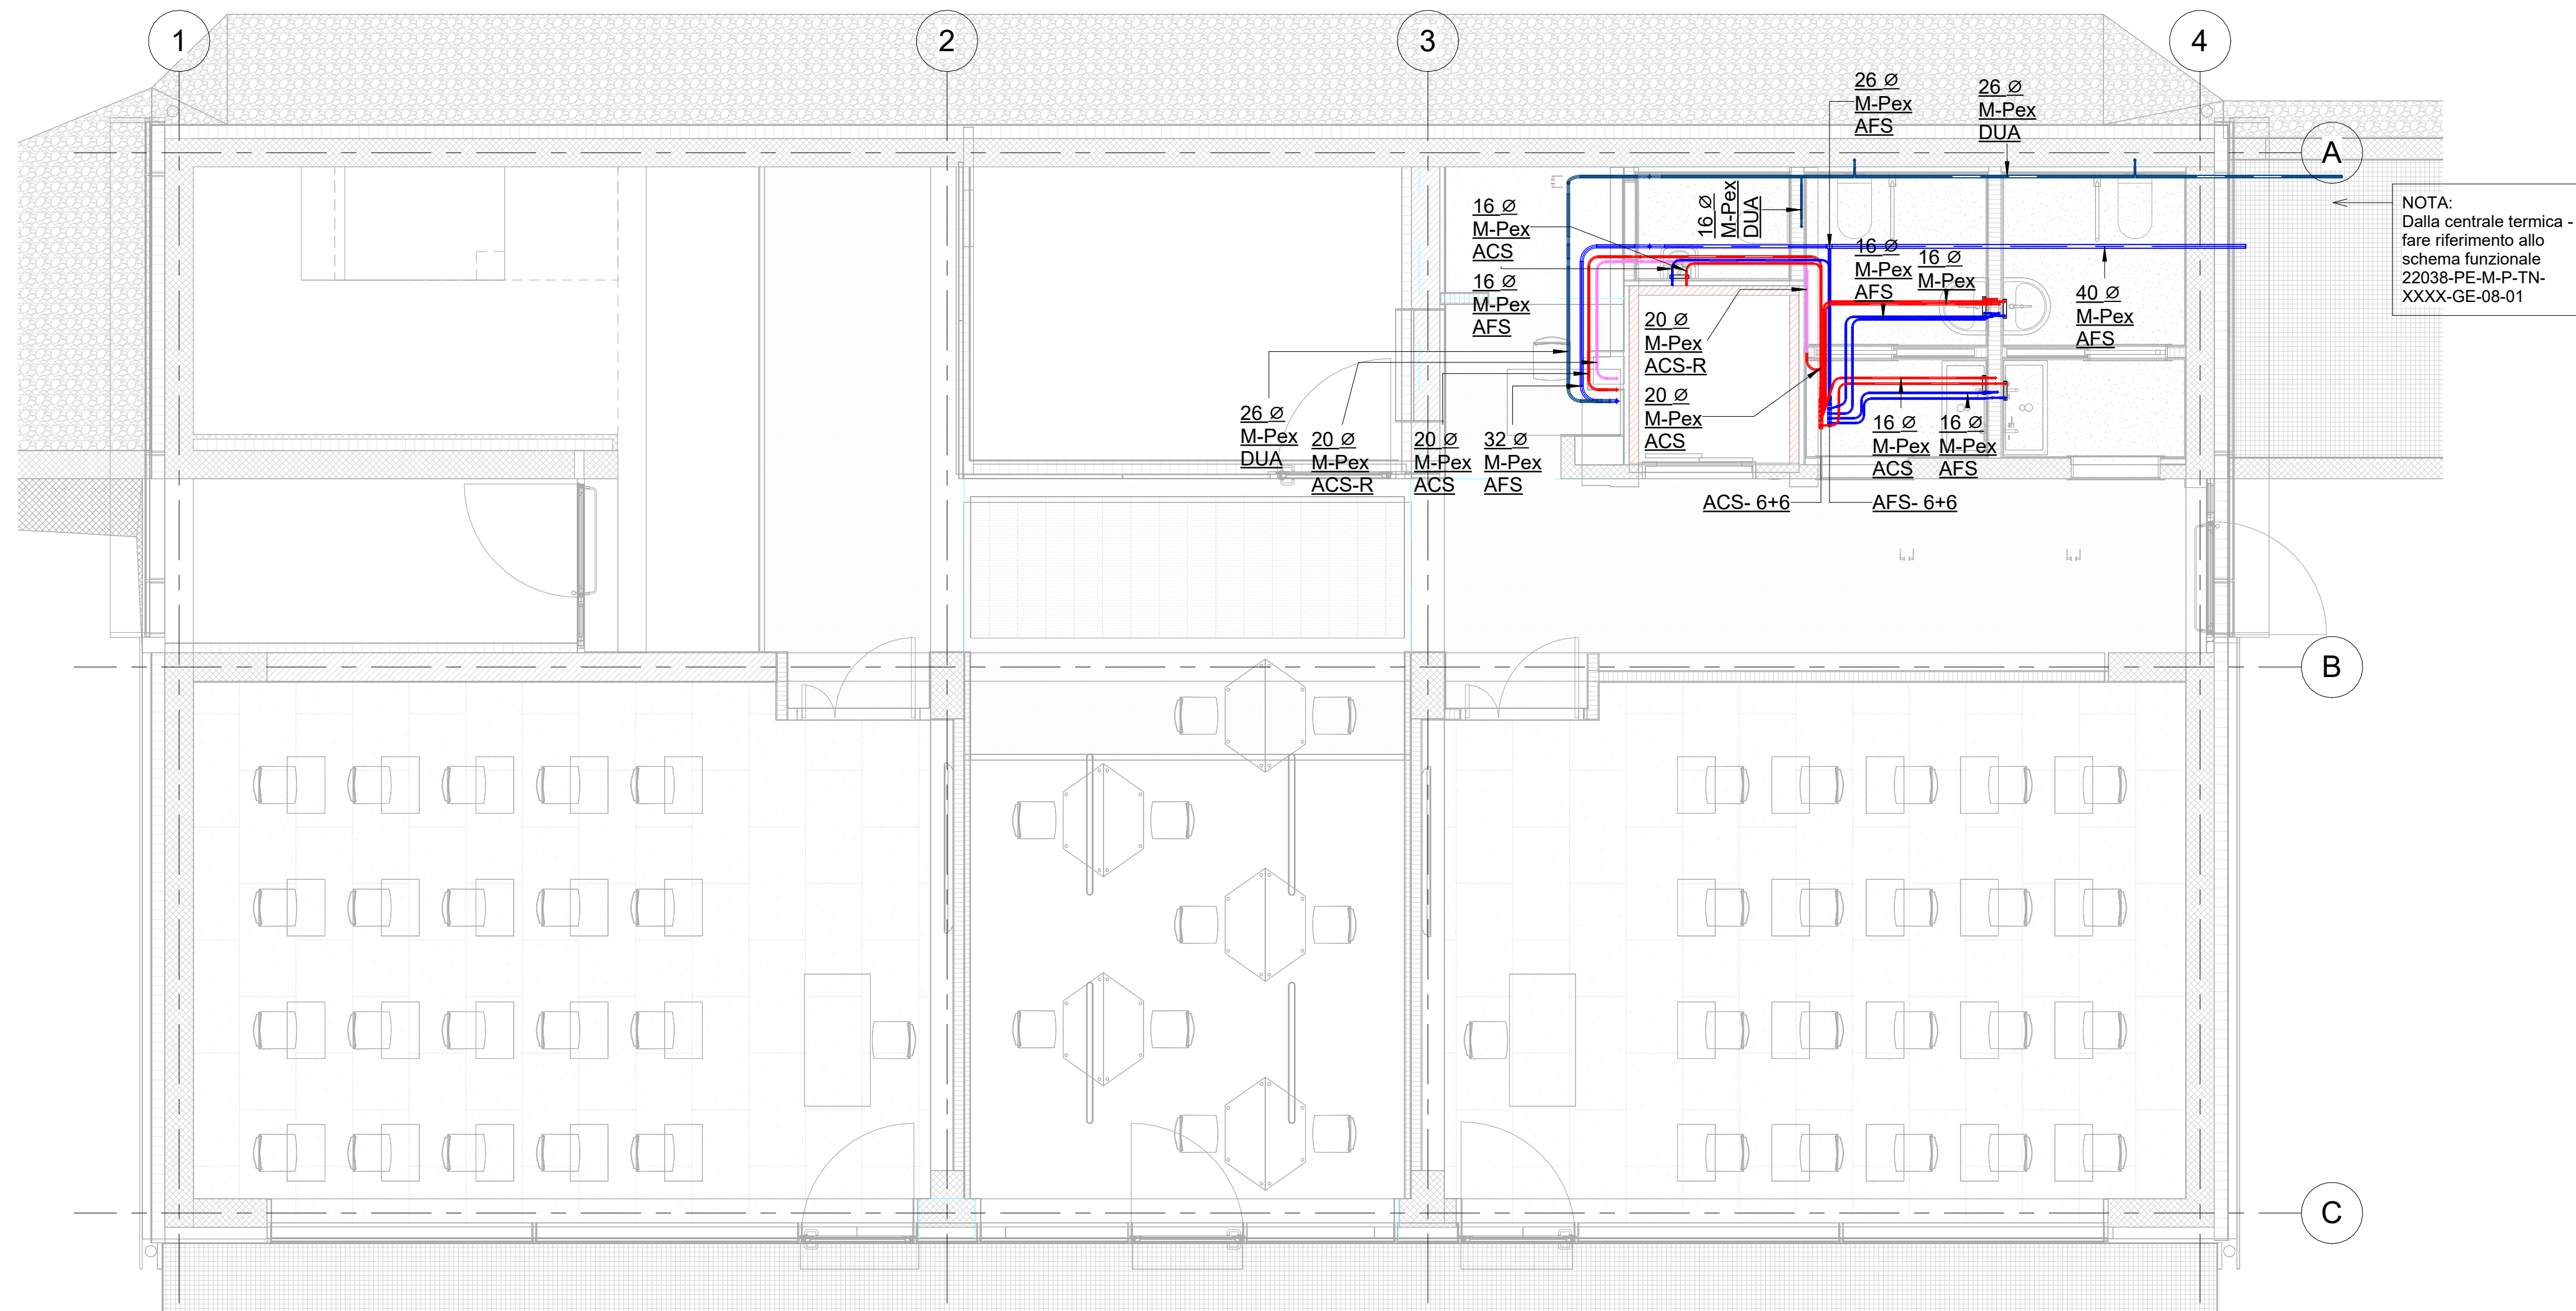 1
2
3
4
26 ∅
M-Pex
AFS
26 ∅
M-Pex
DUA
A
NOTA:
Dalla centrale termica -
fare riferimento allo
schema funzionale
22038-PE-M-P-TN-
XXXX-GE-08-01
16 ∅
M-Pex
DUA
16 ∅
M-Pex
ACS
16 ∅
M-Pex
AFS
16 ∅
M-Pex
AFS
16 ∅
M-Pex
40 ∅
M-Pex
AFS
20 ∅
M-Pex
ACS-R
20 ∅
M-Pex
ACS
26 ∅
M-Pex
DUA
20 ∅
M-Pex
ACS-R
20 ∅
M-Pex
ACS
32 ∅
M-Pex
AFS
16 ∅
M-Pex
ACS
16 ∅
M-Pex
AFS
ACS- 6+6
AFS- 6+6
B
C